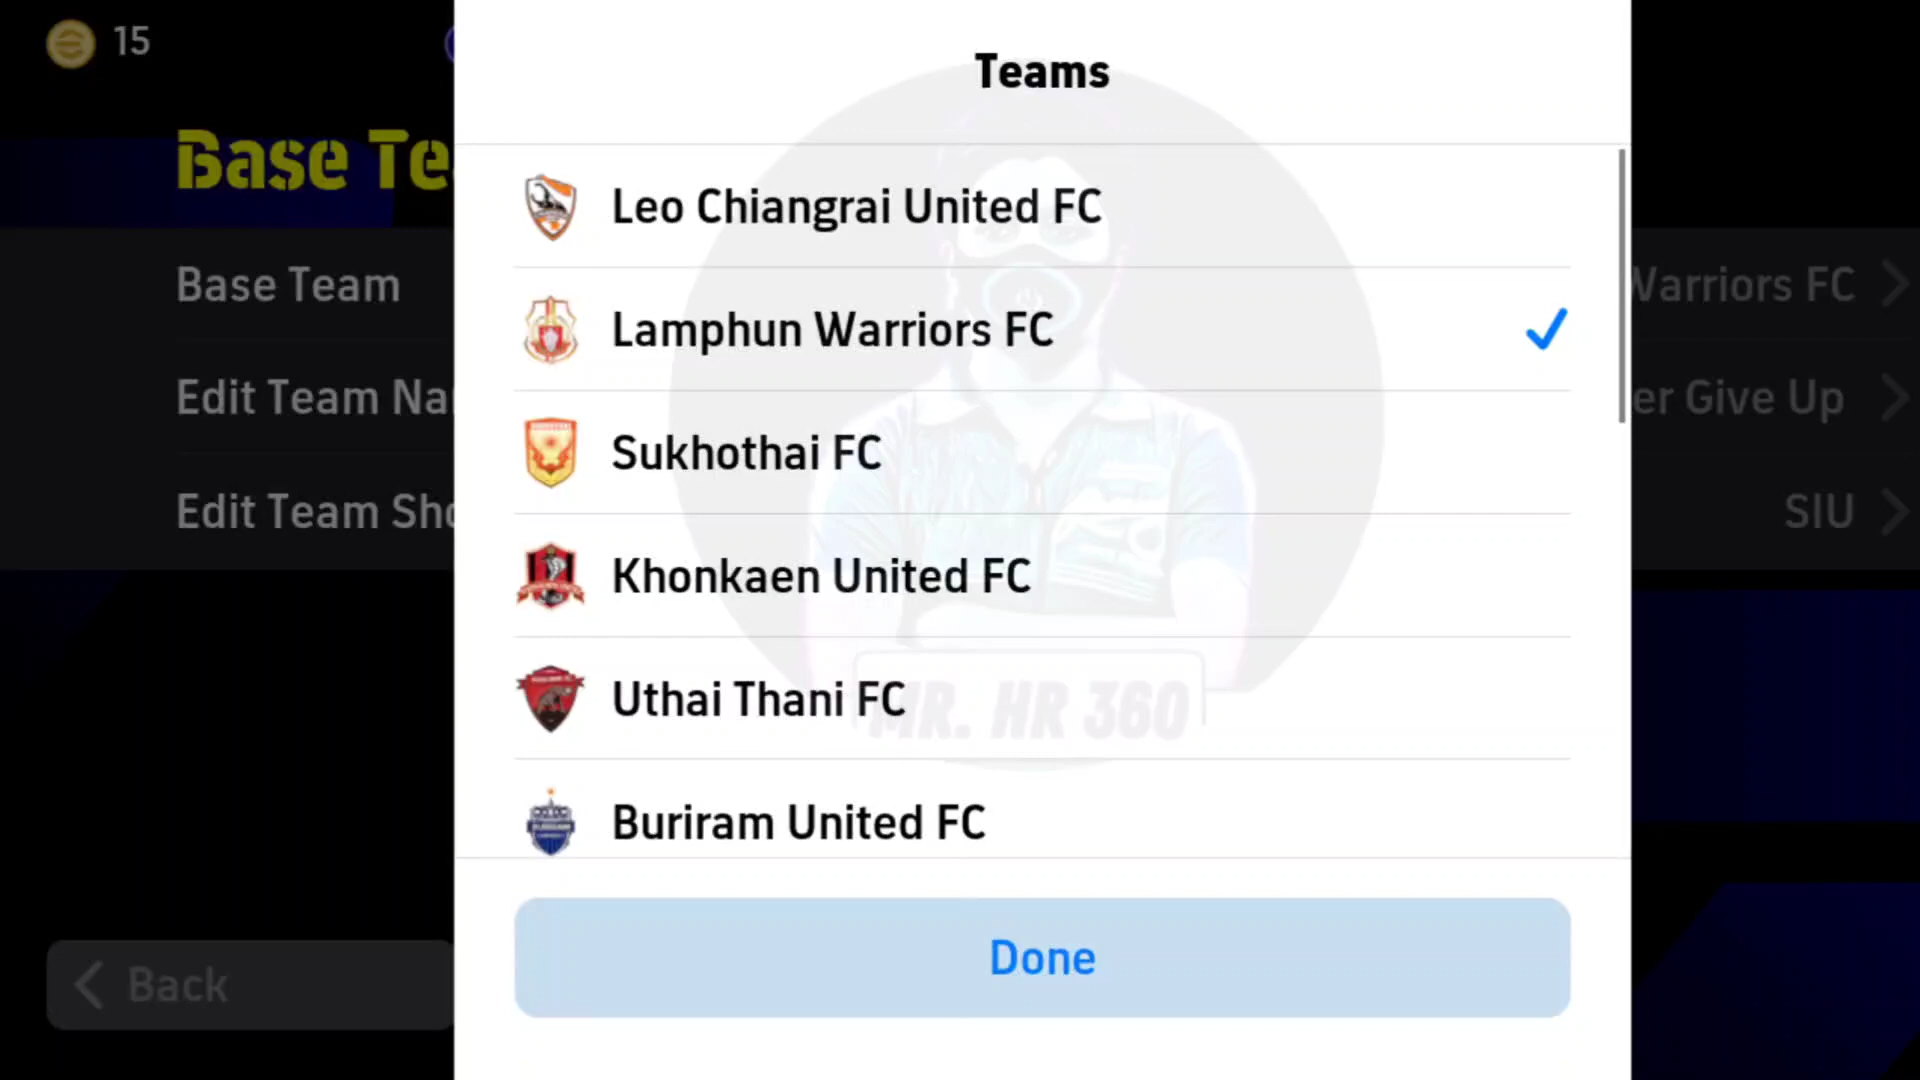 15
Teams
Base Te
Leo Chiangrai United FC
Base Team
Warriors FC
Lamphun Warriors FC
Edit Team Na
er Give Up
Sukhothai FC
Edit Team Sho
SIU
Khonkaen United FC
Uthai Thani FC
MR. HR 360
Buriram United FC
Done
Back